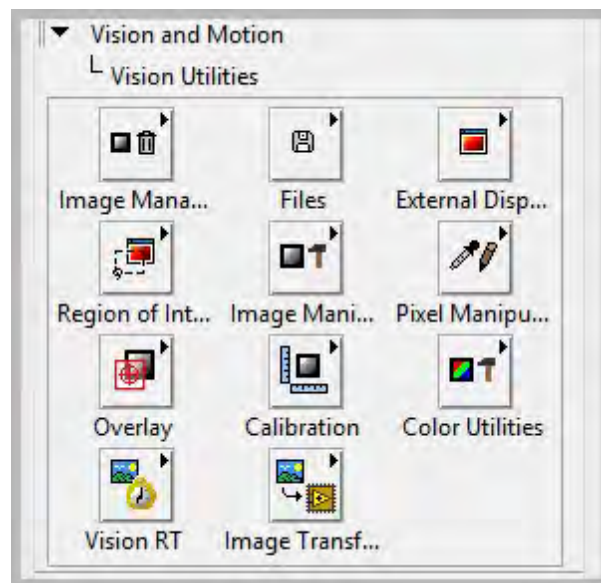 Vision and Motion
Vision Utilities
Image Mana... Files External Disp...
Region of Int... Image Mani... Pixel Manipu...
Overlay Calibration Color Utilities
Vision RT Image Transf...